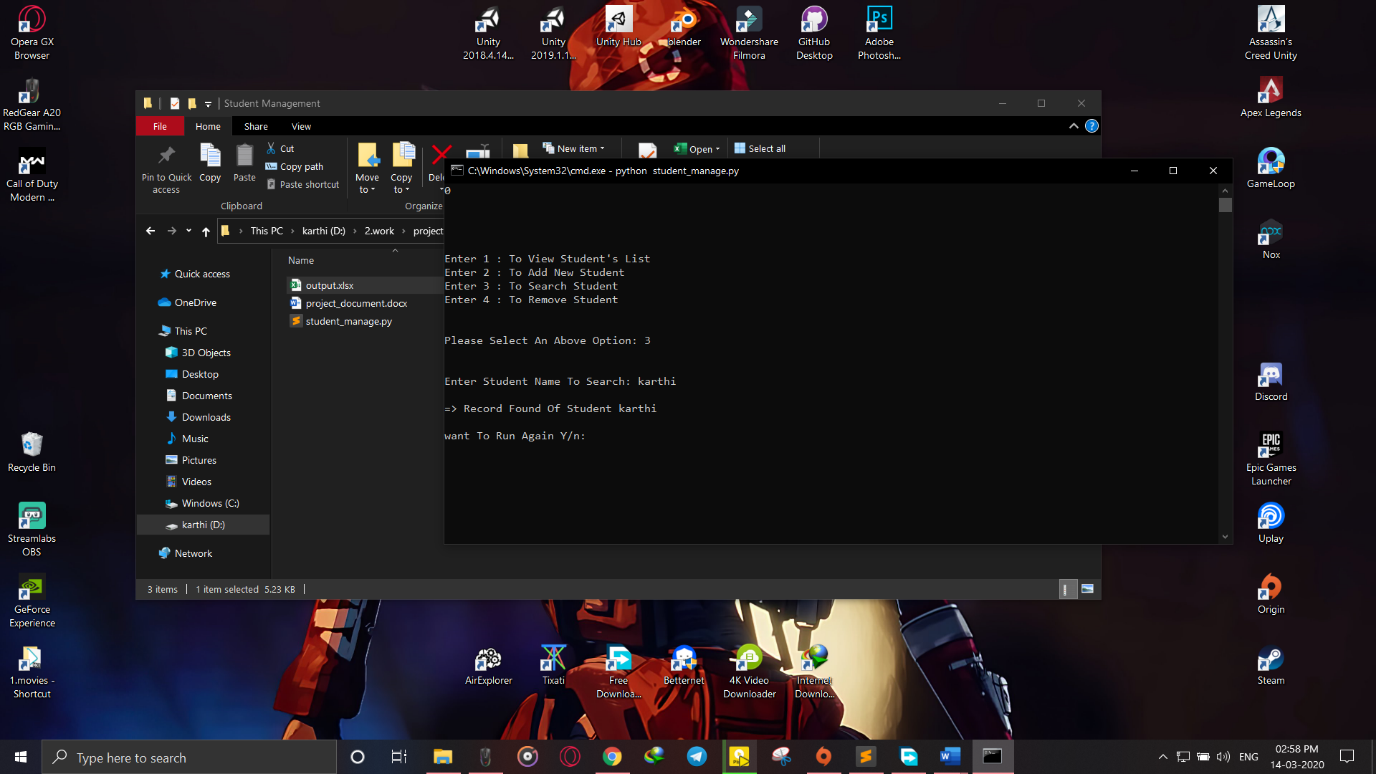 Opera GX
Browser
Unity
2018.4.14...
Unity
2019.1.1...
Unity Hub
blender
Wondershare
Filmora
GitHub
Desktop
Adobe
Photosh...
Assassin's
Creed Unity
RedGear A20
RGB Gamin...
Apex Legends
Call of Duty
Modern ...
GameLoop
Nox
Discord
Recycle Bin
Epic Games
Launcher
Streamlabs
OBS
Uplay
GeForce
Experience
Origin
1.movies -
Shortcut
AirExplorer
Tixati
Free
Downloa...
Betternet
4K Video
Downloader
Internet
Downlo...
Steam
Student Management
File Home Share View
Pin to Quick
access
Copy
Paste
Cut
Copy path
Paste shortcut
Clipboard
Move
to
Copy
to
Organize
New item
Open
Select all
This PC › karthi (D:) › 2.work
Name
output.xlsx
project_document.docx
student_manage.py
Quick access
OneDrive
This PC
3D Objects
Desktop
Documents
Downloads
Music
Pictures
Videos
Windows (C:)
karthi (D:)
Network
3 items 1 item selected 5.23 KB
C:\Windows\System32\cmd.exe - python  student_manage.py
0
Enter 1 : To View Student's List
Enter 2 : To Add New Student
Enter 3 : To Search Student
Enter 4 : To Remove Student
Please Select An Above Option: 3
Enter Student Name To Search: karthi
=> Record Found Of Student karthi
want To Run Again Y/n:
Type here to search
ENG
02:58 PM
14-03-2020